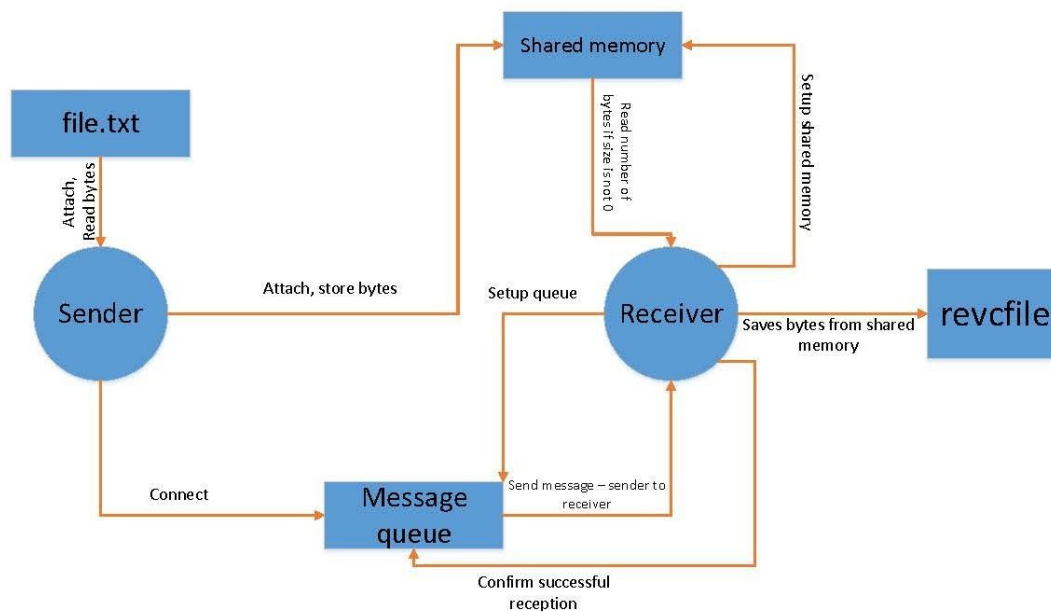 Shared memory
file.txt
Attach,
Read bytes
Read number of
bytes if size is not 0
Setup shared memory
Sender
Attach, store bytes
Setup queue
Receiver
Saves bytes from shared
memory
revcfile
Connect
Message
queue
Send message – sender to
receiver
Confirm successful
reception